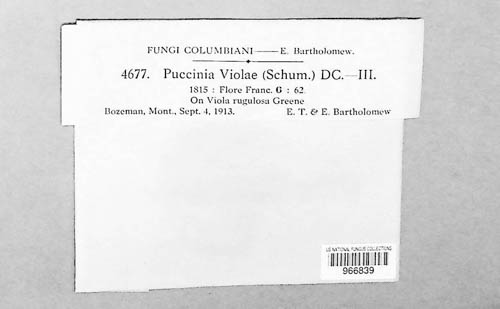 FUNGI COLUMBIANI — E. Bartholomew.
4677. Puccinia Violae (Schum.) DC.—III.
1815 : Flore Franc. 6 : 62.
On Viola rugulosa Greene
Bozeman, Mont., Sept. 4, 1913. E. T. & E. Bartholomew
US NATIONAL FUNGUS COLLECTIONS
966839